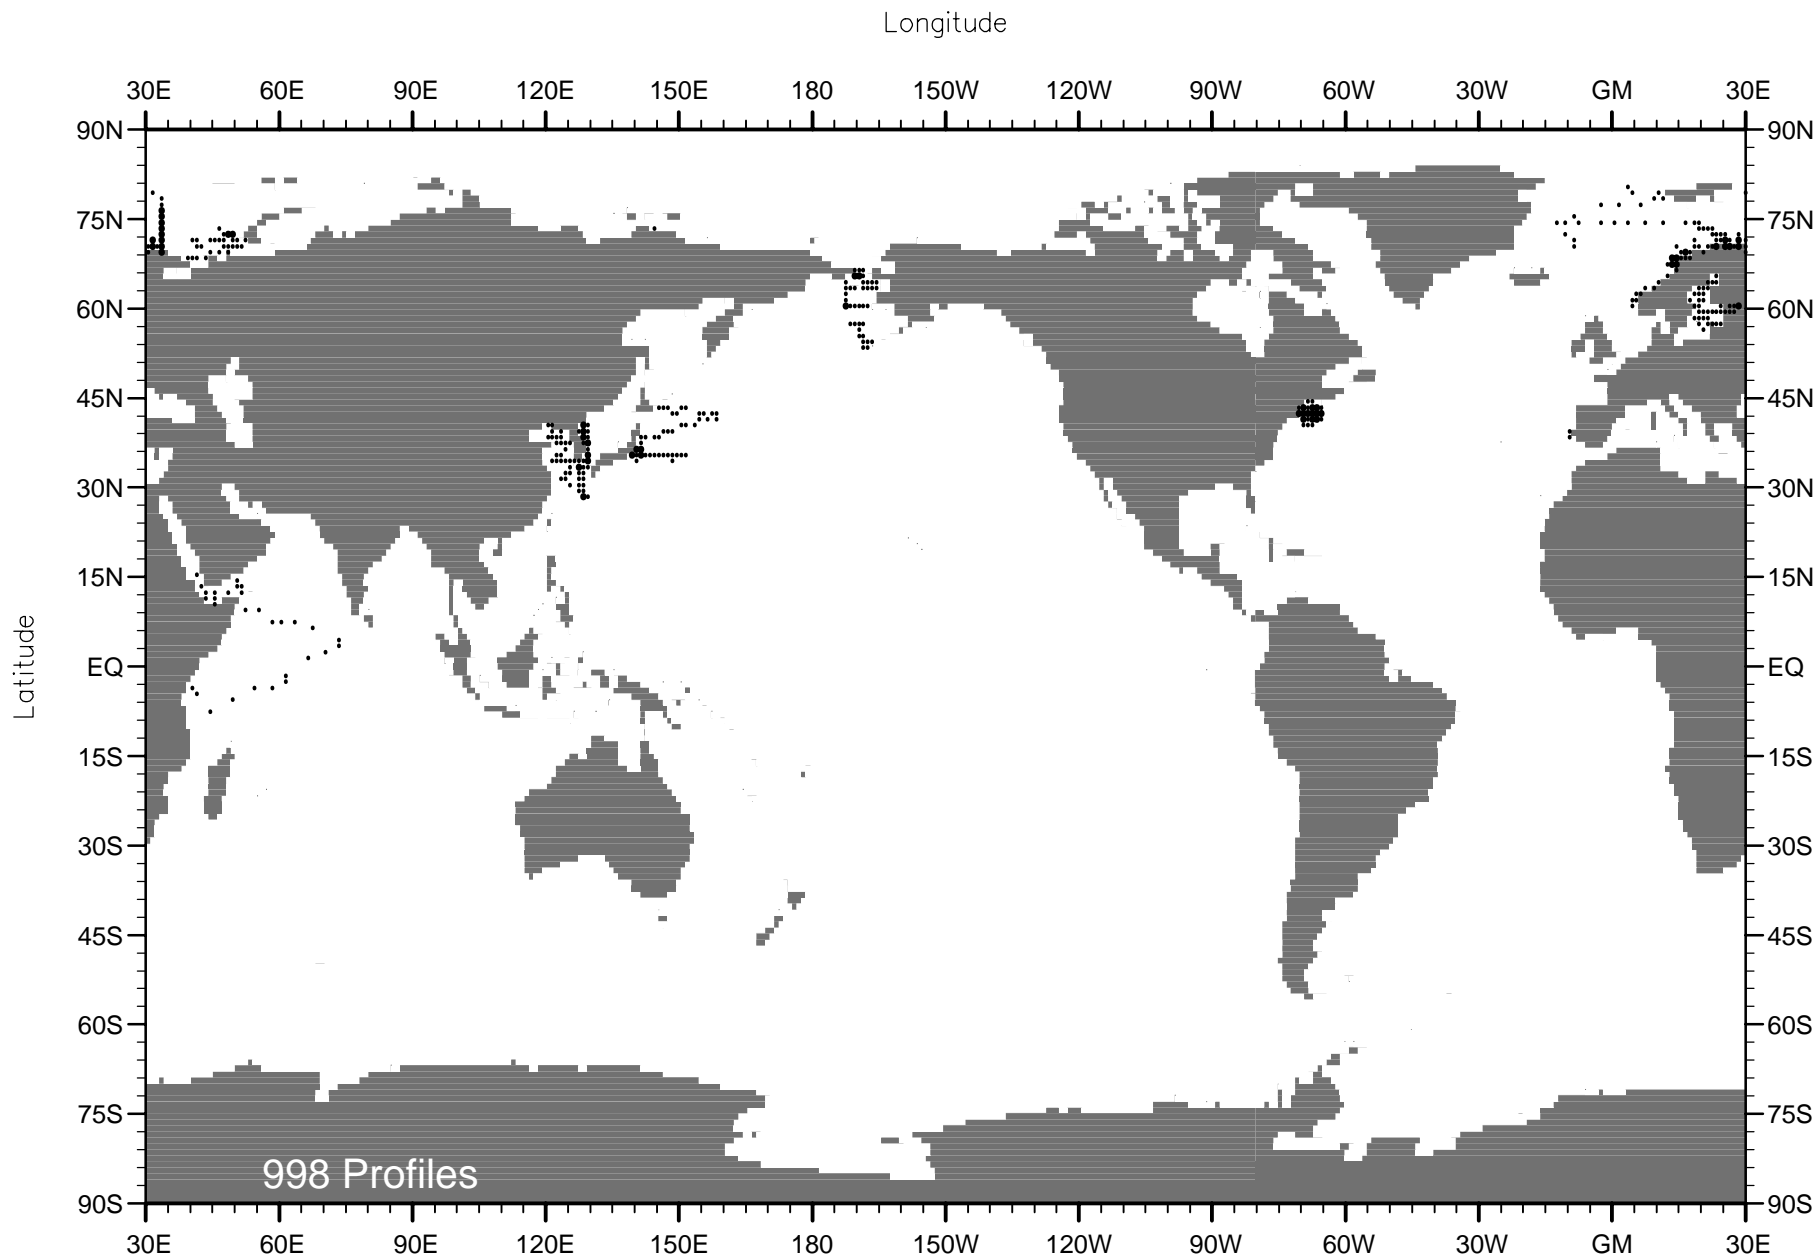 Longitude
30E 60E 90E 120E 150E 180 150W 120W 90W 60W 30W GM 30E
90N 90N
75N 75N
60N 60N
45N 45N
30N 30N
15N 15N
EQ EQ
Latitude
15S 15S
30S 30S
45S 45S
60S 60S
75S 75S
998 Profiles
90S 90S
30E 60E 90E 120E 150E 180 150W 120W 90W 60W 30W GM 30E